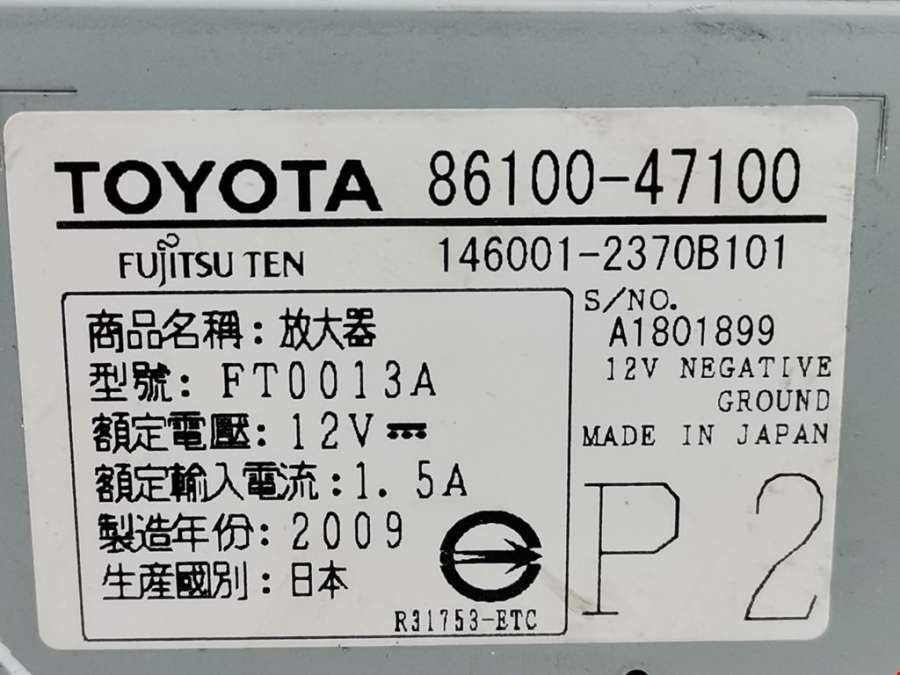 TOYOTA 86100-47100
FUJITSU TEN 146001-2370B101
商品名稱：放大器
型號：FT0013A
額定電壓：12V
額定輸入電流：1.5A
製造年份：2009
生產國別：日本
R31753-ETC
S/NO.
A1801899
12V NEGATIVE
GROUND
MADE IN JAPAN
P2